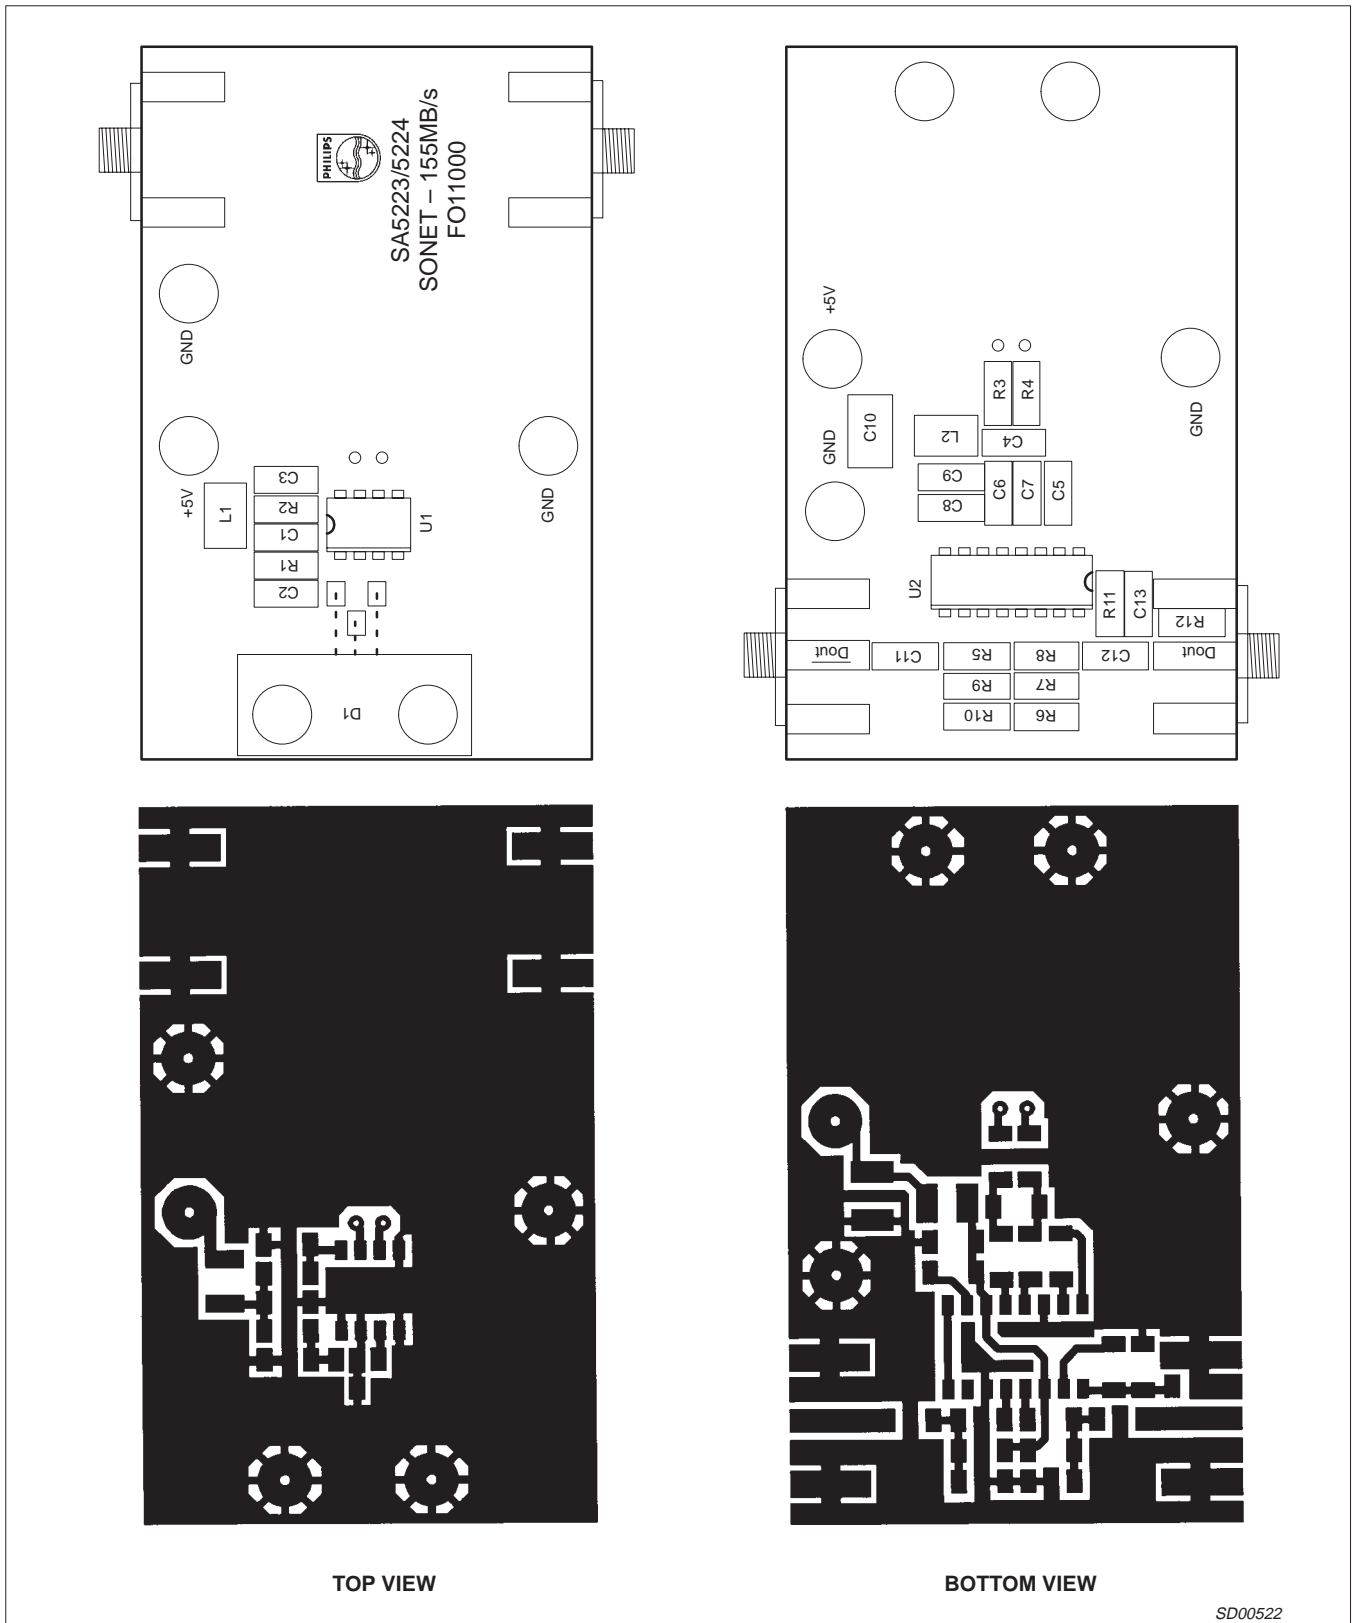 PHILIPS
SA5223/5224
SONET – 155MB/s
FO11000
GND
+5V
L1
C3
R2
C1
R1
C2
U1
GND
D1
+5V
GND
C10
L2
R3
R4
C4
C9
C8
C6
C7
C5
GND
U2
R11
C13
R12
Dout
C11
R5
R8
C12
Dout
R9
R7
R10
R6
TOP VIEW
BOTTOM VIEW
SD00522